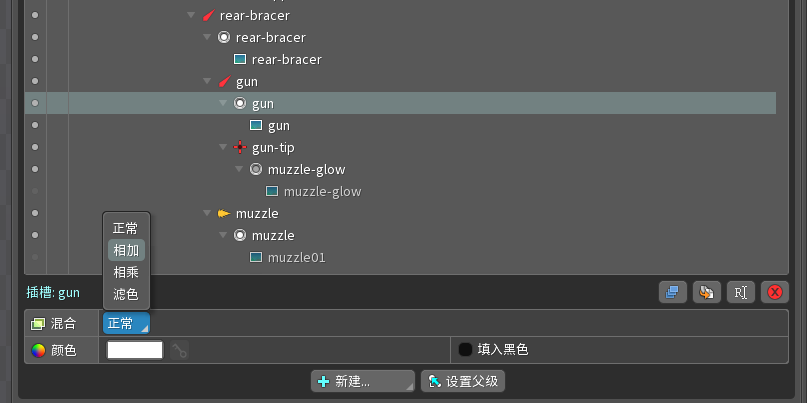 rear-bracer
rear-bracer
rear-bracer
gun
gun
gun
gun-tip
muzzle-glow
muzzle-glow
muzzle
muzzle
muzzle01
正常
相加
相乘
滤色
插槽: gun
混合 正常
颜色 填入黑色
新建... 设置父级